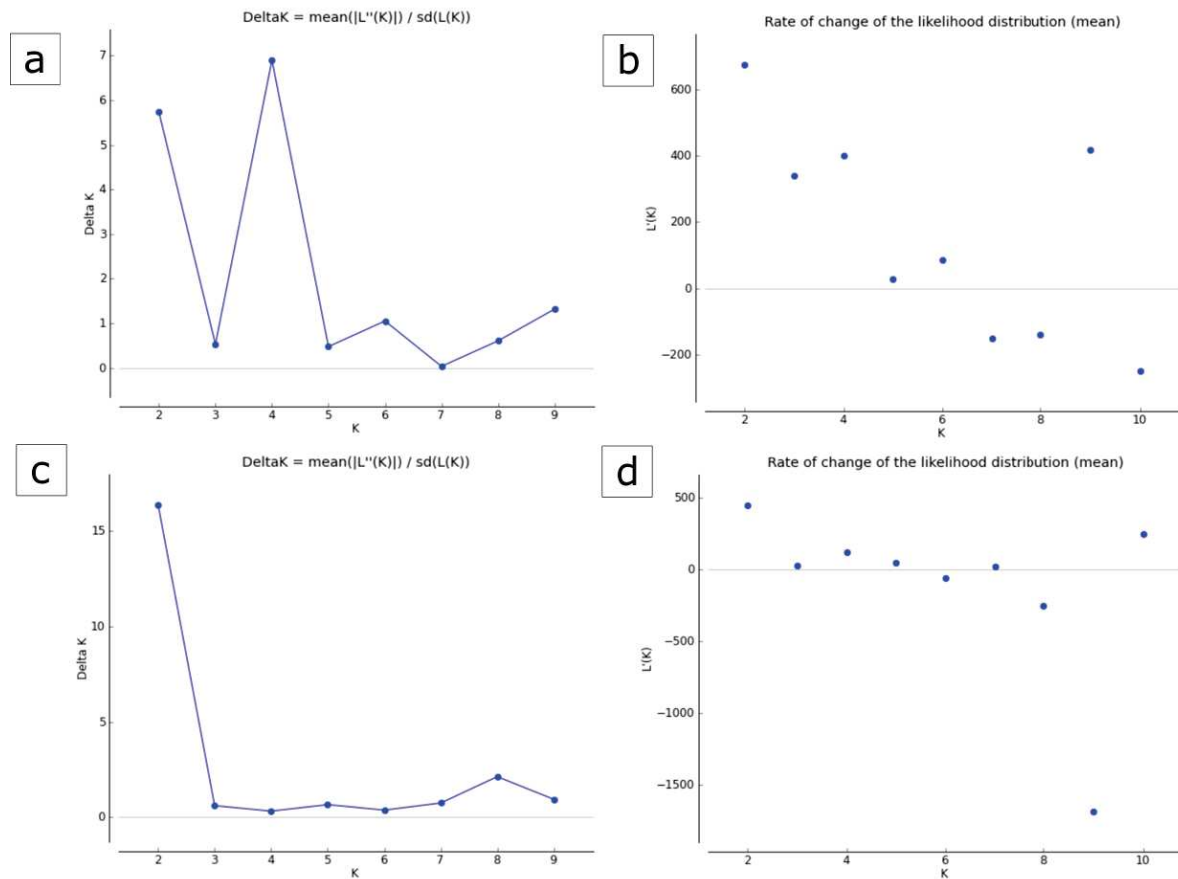 a
DeltaK = mean(|L''(K)|) / sd(L(K))
Delta K
7
6
5
4
3
2
1
0
2 3 4 5 6 7 8 9
K
b
Rate of change of the likelihood distribution (mean)
L'(K)
600
400
200
0
−200
2 4 6 8 10
K
c
DeltaK = mean(|L''(K)|) / sd(L(K))
Delta K
15
10
5
0
2 3 4 5 6 7 8 9
K
d
Rate of change of the likelihood distribution (mean)
L'(K)
500
0
−500
−1000
−1500
2 4 6 8 10
K